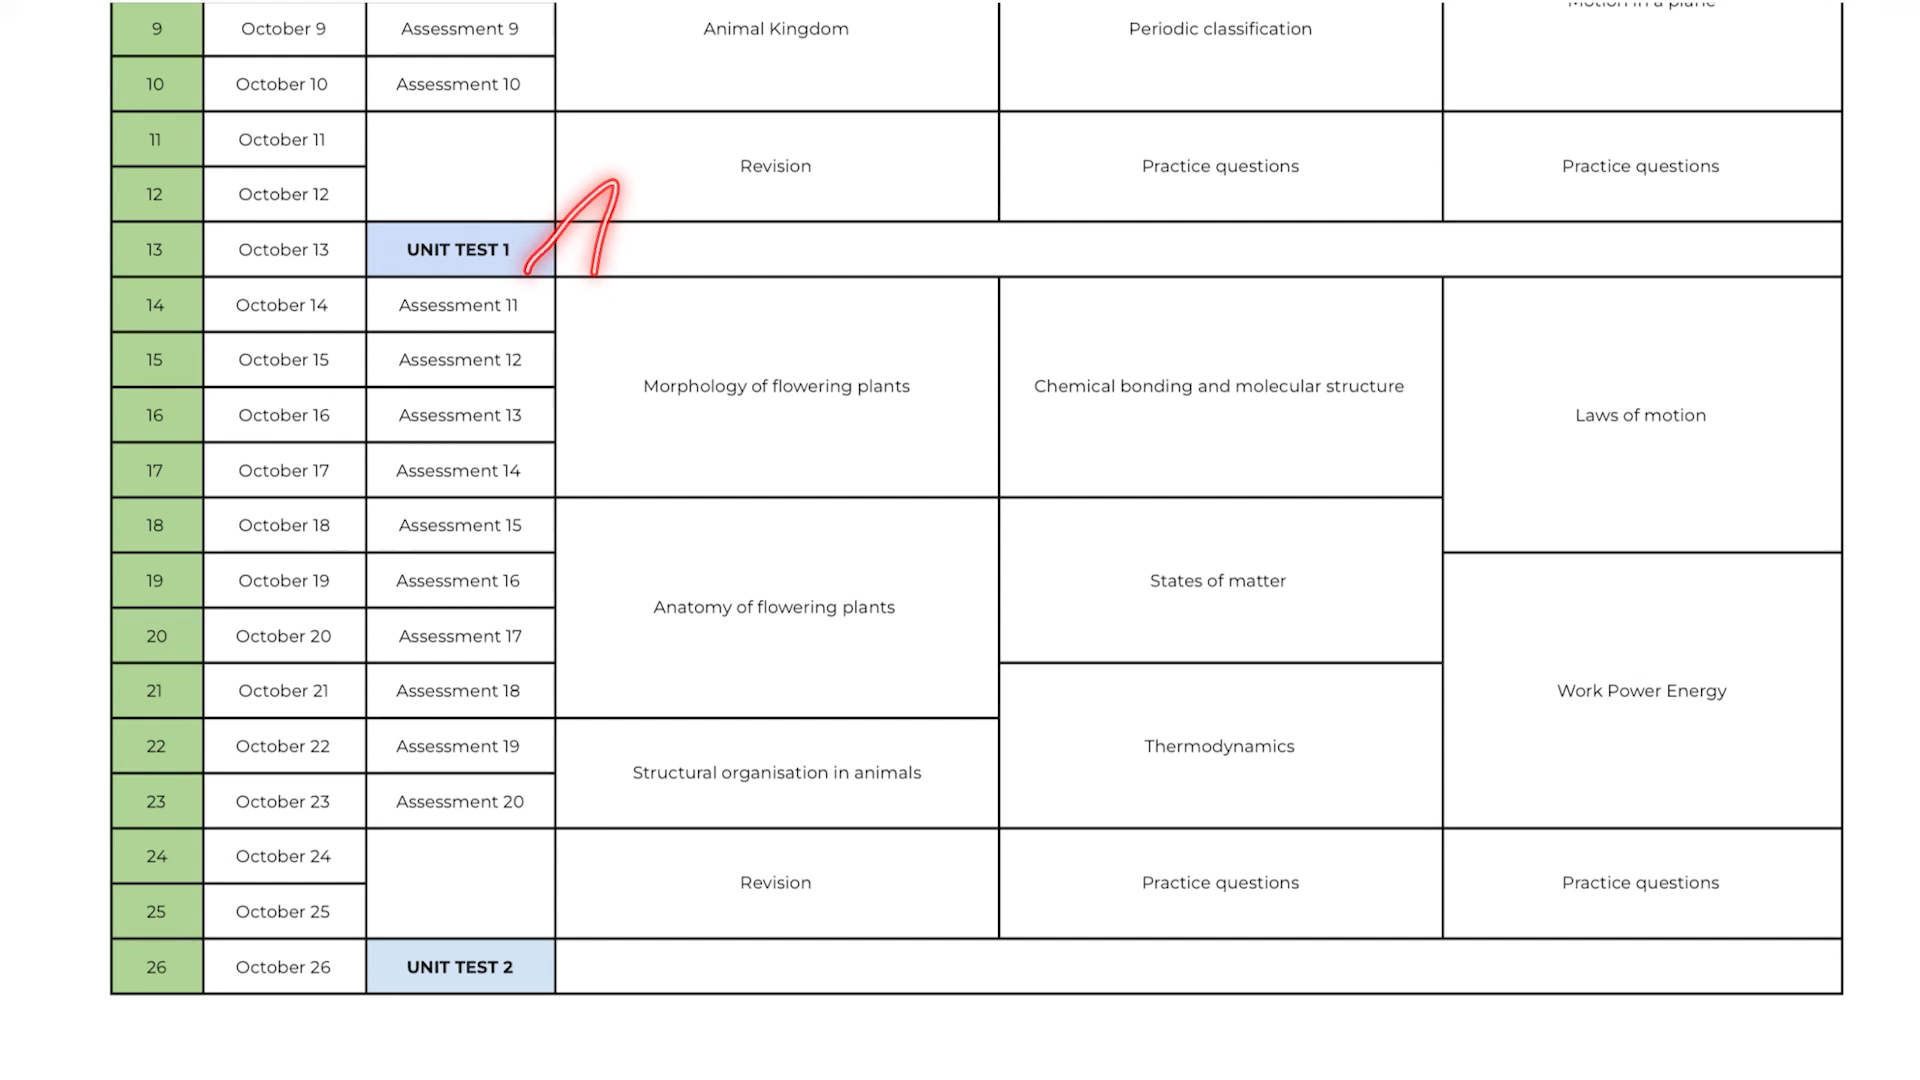 Motion in a plane
9 October 9 Assessment 9 Animal Kingdom Periodic classification
10 October 10 Assessment 10
11 October 11
Revision Practice questions Practice questions
12 October 12
13 October 13 UNIT TEST 1
14 October 14 Assessment 11
15 October 15 Assessment 12
Morphology of flowering plants Chemical bonding and molecular structure
16 October 16 Assessment 13 Laws of motion
17 October 17 Assessment 14
18 October 18 Assessment 15
19 October 19 Assessment 16 States of matter
Anatomy of flowering plants
20 October 20 Assessment 17
21 October 21 Assessment 18 Work Power Energy
22 October 22 Assessment 19 Thermodynamics
Structural organisation in animals
23 October 23 Assessment 20
24 October 24
Revision Practice questions Practice questions
25 October 25
26 October 26 UNIT TEST 2